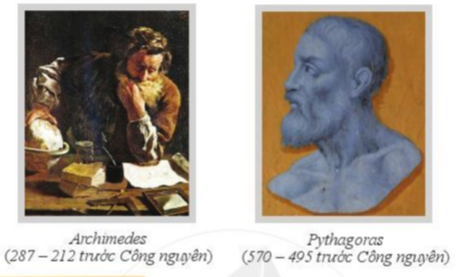 Archimedes
(287 – 212 trước Công nguyên)
Pythagoras
(570 – 495 trước Công nguyên)